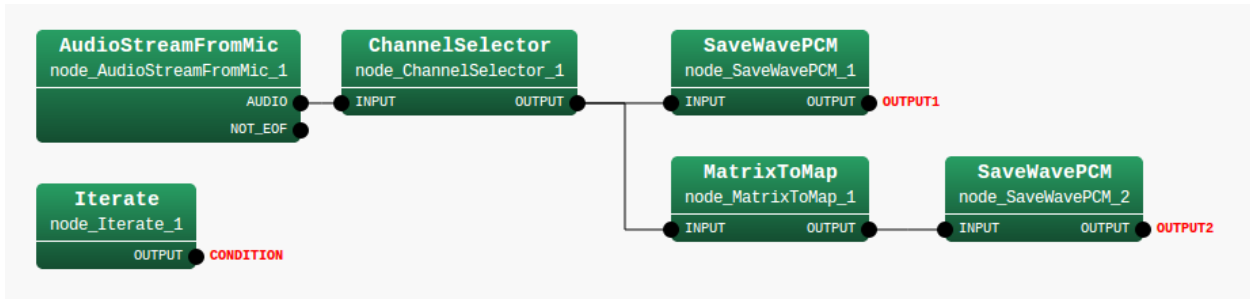 AudioStreamFromMic
node_AudioStreamFromMic_1
AUDIO
NOT_EOF
ChannelSelector
node_ChannelSelector_1
INPUT OUTPUT
SaveWavePCM
node_SaveWavePCM_1
INPUT OUTPUT OUTPUT1
Iterate
node_Iterate_1
OUTPUT CONDITION
MatrixToMap
node_MatrixToMap_1
INPUT OUTPUT
SaveWavePCM
node_SaveWavePCM_2
INPUT OUTPUT OUTPUT2